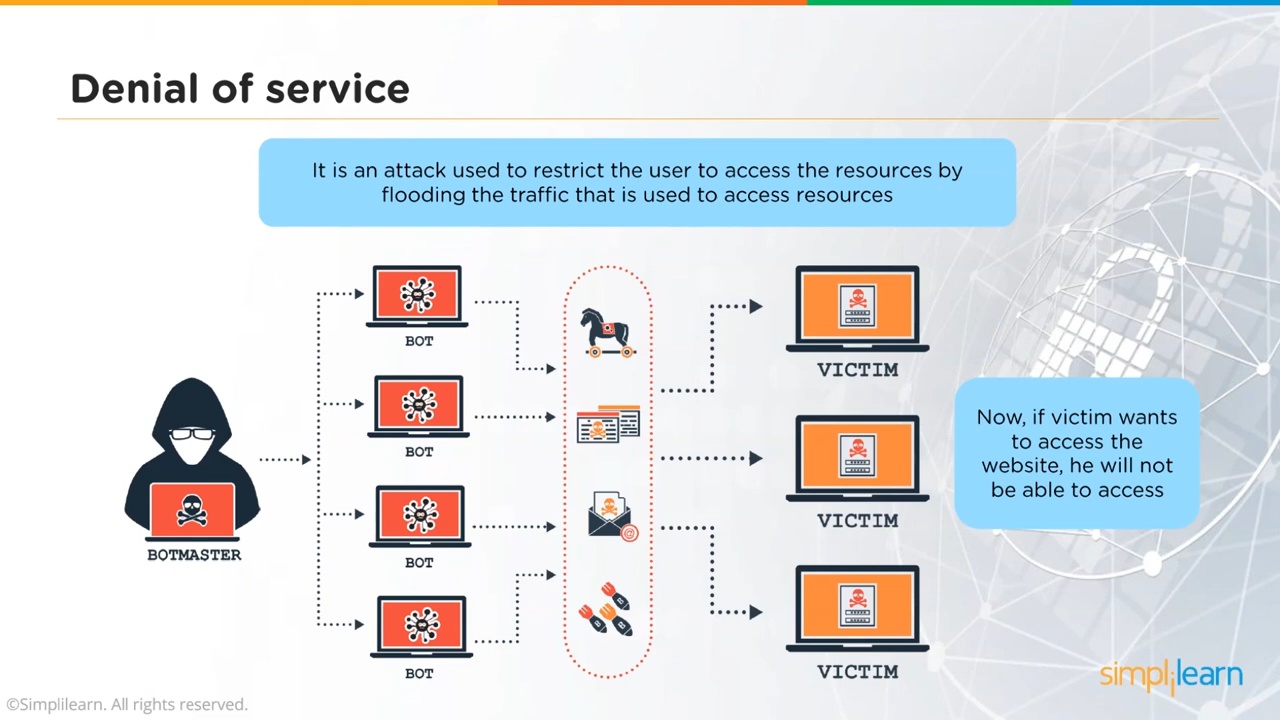 Denial of service
It is an attack used to restrict the user to access the resources by
flooding the traffic that is used to access resources
BOT
VICTIM
BOT
Now, if victim wants
to access the
website, he will not
be able to access
VICTIM
BOTMASTER
BOT
BOT
VICTIM
simplilearn
©Simplilearn. All rights reserved.